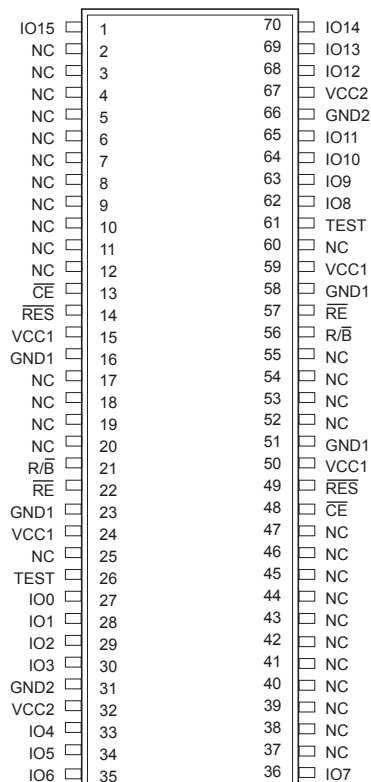 IO15 1 70 IO14
NC 2 69 IO13
NC 3 68 IO12
NC 4 67 VCC2
NC 5 66 GND2
NC 6 65 IO11
NC 7 64 IO10
NC 8 63 IO9
NC 9 62 IO8
NC 10 61 TEST
NC 11 60 NC
NC 12 59 VCC1
C̅E̅ 13 58 GND1
R̅E̅S̅ 14 57 R̅E̅
VCC1 15 56 R/B̅
GND1 16 55 NC
NC 17 54 NC
NC 18 53 NC
NC 19 52 NC
NC 20 51 GND1
R/B̅ 21 50 VCC1
R̅E̅ 22 49 R̅E̅S̅
GND1 23 48 C̅E̅
VCC1 24 47 NC
NC 25 46 NC
TEST 26 45 NC
IO0 27 44 NC
IO1 28 43 NC
IO2 29 42 NC
IO3 30 41 NC
GND2 31 40 NC
VCC2 32 39 NC
IO4 33 38 NC
IO5 34 37 NC
IO6 35 36 IO7